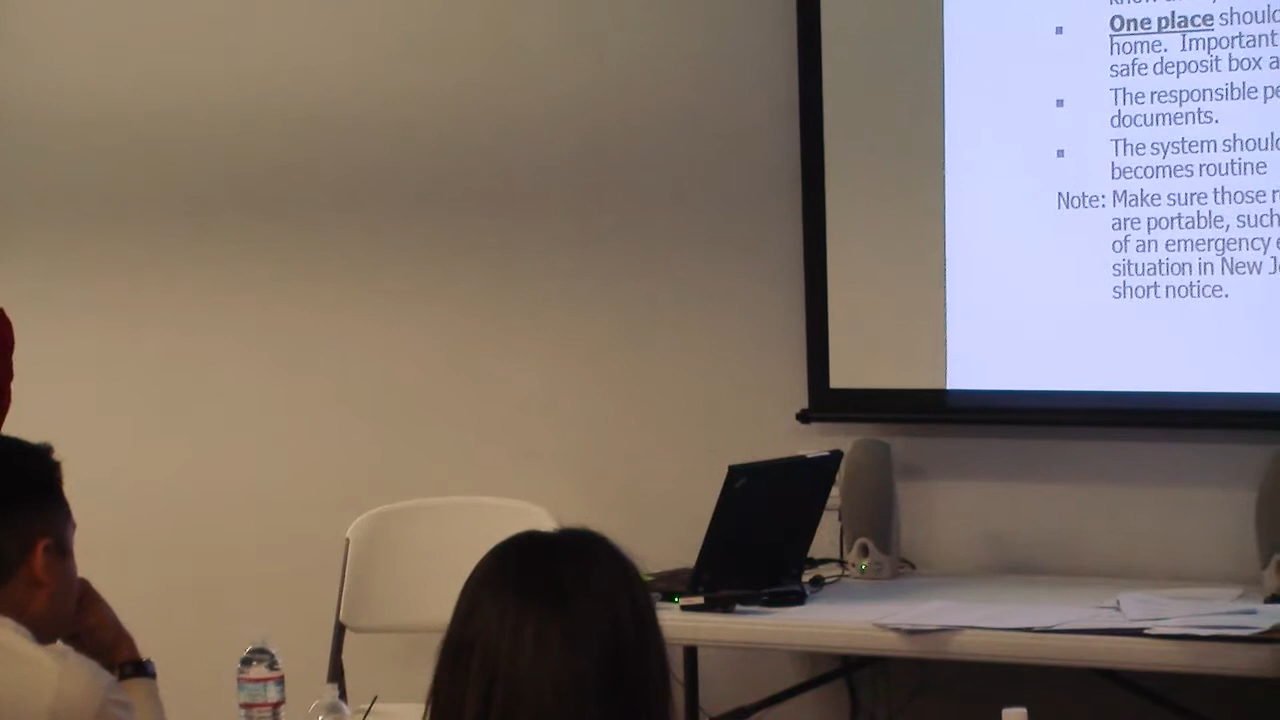 One place should
home. Important
safe deposit box a
The responsible pe
documents.
The system should
becomes routine
Note: Make sure those r
are portable, such
of an emergency e
situation in New Je
short notice.